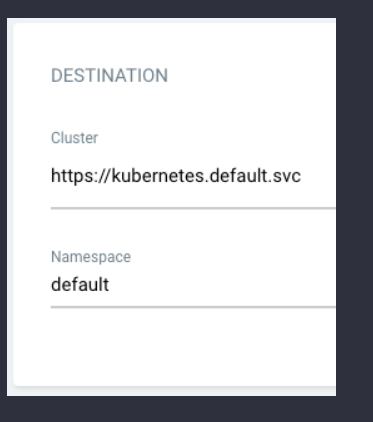 DESTINATION
Cluster
https://kubernetes.default.svc
Namespace
default